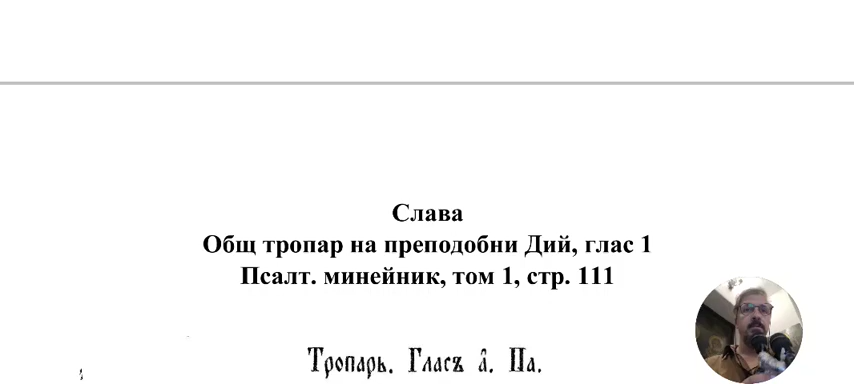 Слава
Общ тропар на преподобни Дий, глас 1
Псалт. минейник, том 1, стр. 111
Тропарь. Гласъ а҃. Па.